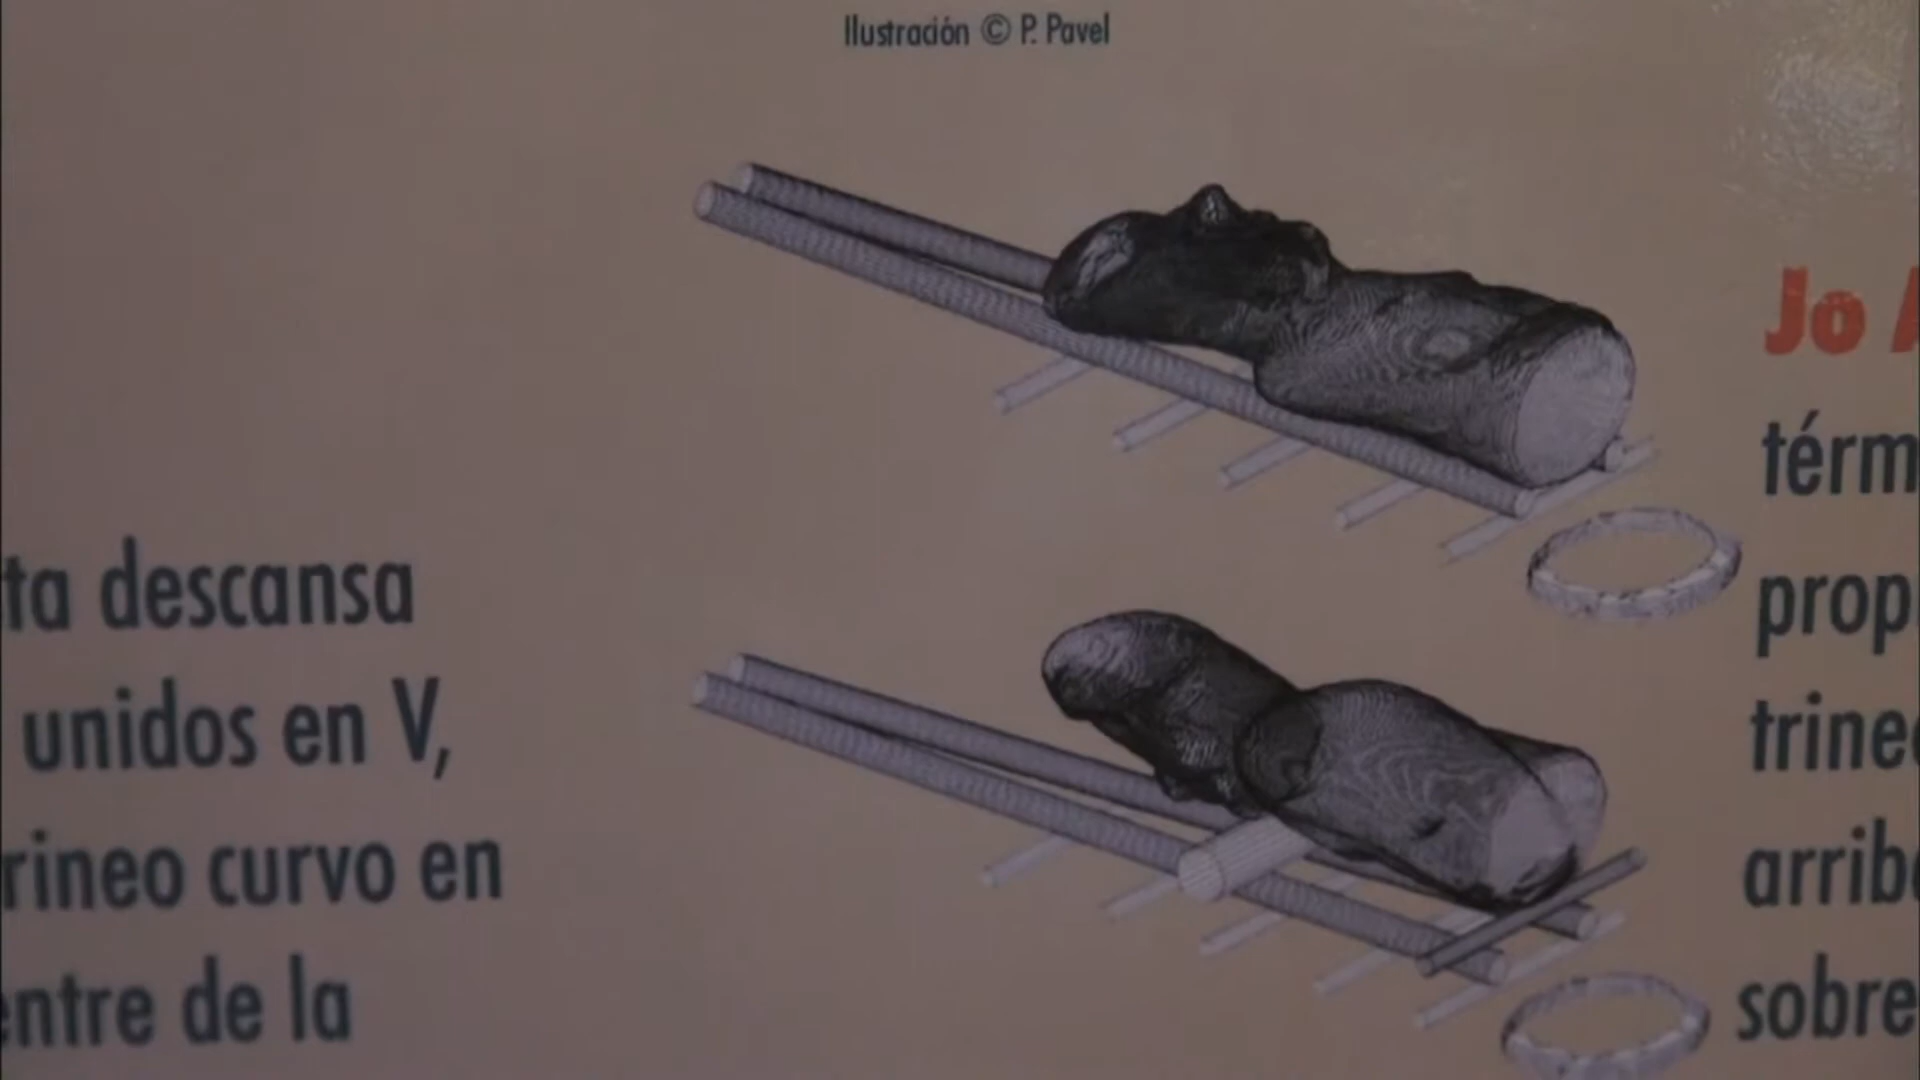 Ilustración © P. Pavel
ta descansa
unidos en V,
rineo curvo en
entre de la
Jo A
térm
prop
trine
arrib
sobre